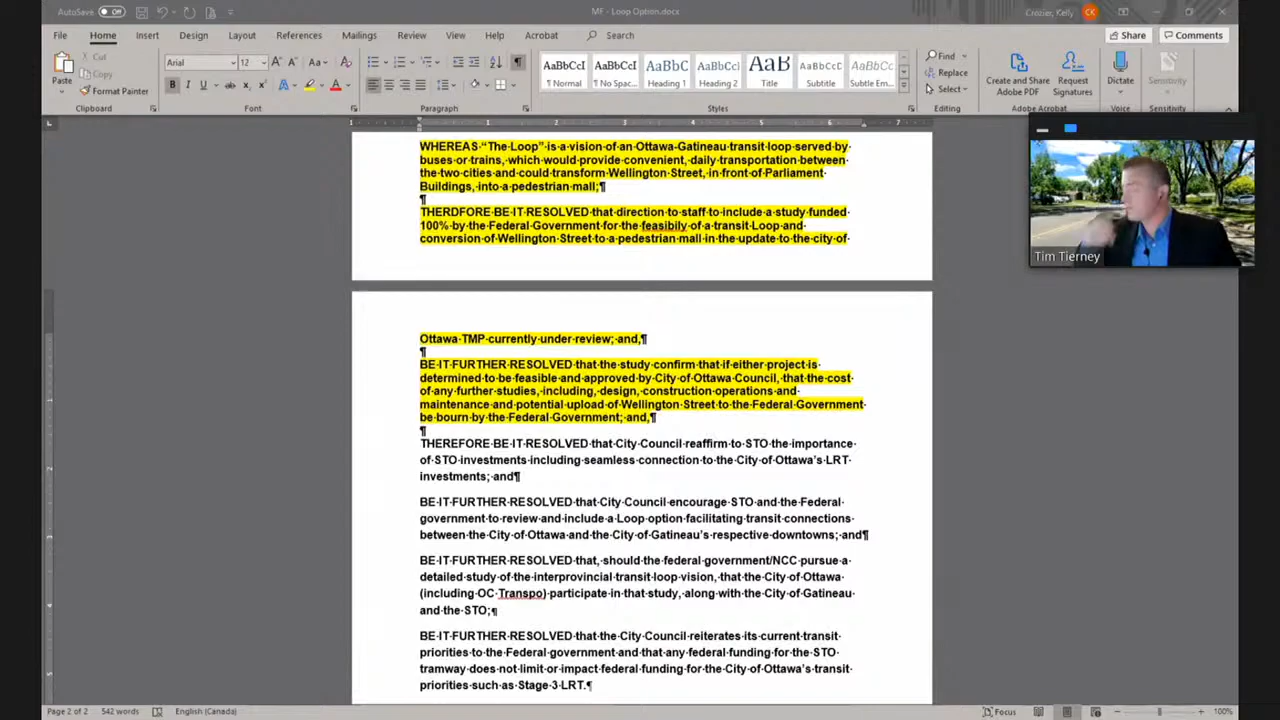 AutoSave Off
MF - Loop Option.docx
Crozier, Kelly CK
File Home Insert Design Layout References Mailings Review View Help Acrobat Search
Share Comments
Paste
Cut
Copy
Format Painter
Clipboard
Arial 12
Font
Paragraph
AaBbCcI AaBbCcI AaBbC AaBbCcI AaB AaBbCcI AaBbCcI
¶ Normal ¶ No Spac... Heading 1 Heading 2 Title Subtitle Subtle Em...
Styles
Find
Replace
Select
Editing
Create and Share Adobe PDF
Request Signatures
Adobe Acrobat
Dictate
Voice
Sensitivity
Sensitivity
WHEREAS "The Loop" is a vision of an Ottawa-Gatineau transit loop served by
buses or trains, which would provide convenient, daily transportation between
the two cities and could transform Wellington Street, in front of Parliament
Buildings, into a pedestrian mall;¶
¶
THERDFORE BE IT RESOLVED that direction to staff to include a study funded
100% by the Federal Government for the feasibily of a transit Loop and
conversion of Wellington Street to a pedestrian mall in the update to the city of
Ottawa TMP currently under review; and,¶
¶
BE IT FURTHER RESOLVED that the study confirm that if either project is
determined to be feasible and approved by City of Ottawa Council, that the cost
of any further studies, including, design, construction operations and
maintenance and potential upload of Wellington Street to the Federal Government
be bourn by the Federal Government; and,¶
¶
THEREFORE BE IT RESOLVED that City Council reaffirm to STO the importance
of STO investments including seamless connection to the City of Ottawa's LRT
investments; and¶
BE IT FURTHER RESOLVED that City Council encourage STO and the Federal
government to review and include a Loop option facilitating transit connections
between the City of Ottawa and the City of Gatineau's respective downtowns; and¶
BE IT FURTHER RESOLVED that, should the federal government/NCC pursue a
detailed study of the interprovincial transit loop vision, that the City of Ottawa
(including OC Transpo) participate in that study, along with the City of Gatineau
and the STO;¶
BE IT FURTHER RESOLVED that the City Council reiterates its current transit
priorities to the Federal government and that any federal funding for the STO
tramway does not limit or impact federal funding for the City of Ottawa's transit
priorities such as Stage 3 LRT.¶
Tim Tierney
Page 2 of 2 542 words English (Canada)
Focus
100%